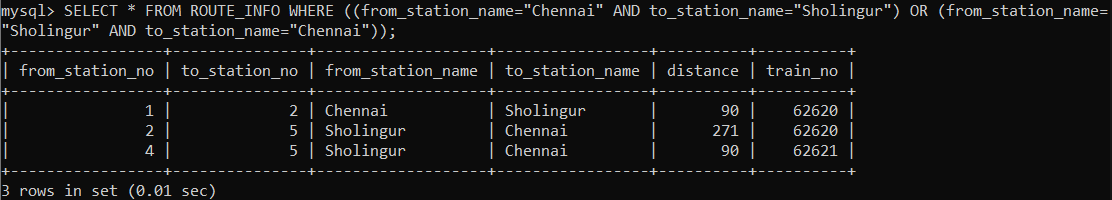 mysql> SELECT * FROM ROUTE_INFO WHERE ((from_station_name="Chennai" AND to_station_name="Sholingur") OR (from_station_name=
"Sholingur" AND to_station_name="Chennai"));
+-----------------+---------------+-------------------+-----------------+----------+----------+
| from_station_no | to_station_no | from_station_name | to_station_name | distance | train_no |
+-----------------+---------------+-------------------+-----------------+----------+----------+
|               1 |             2 | Chennai           | Sholingur       |       90 |    62620 |
|               2 |             5 | Sholingur         | Chennai         |      271 |    62620 |
|               4 |             5 | Sholingur         | Chennai         |       90 |    62621 |
+-----------------+---------------+-------------------+-----------------+----------+----------+
3 rows in set (0.01 sec)